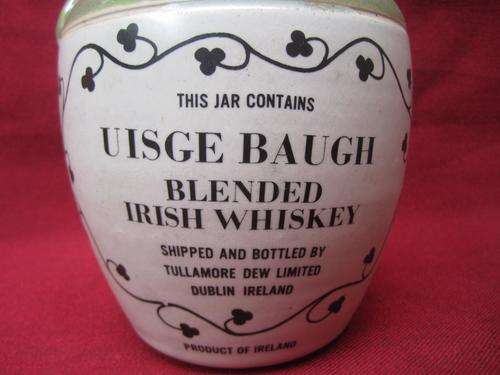 THIS JAR CONTAINS
UISGE BAUGH
BLENDED
IRISH WHISKEY
SHIPPED AND BOTTLED BY
TULLAMORE DEW LIMITED
DUBLIN IRELAND
PRODUCT OF IRELAND